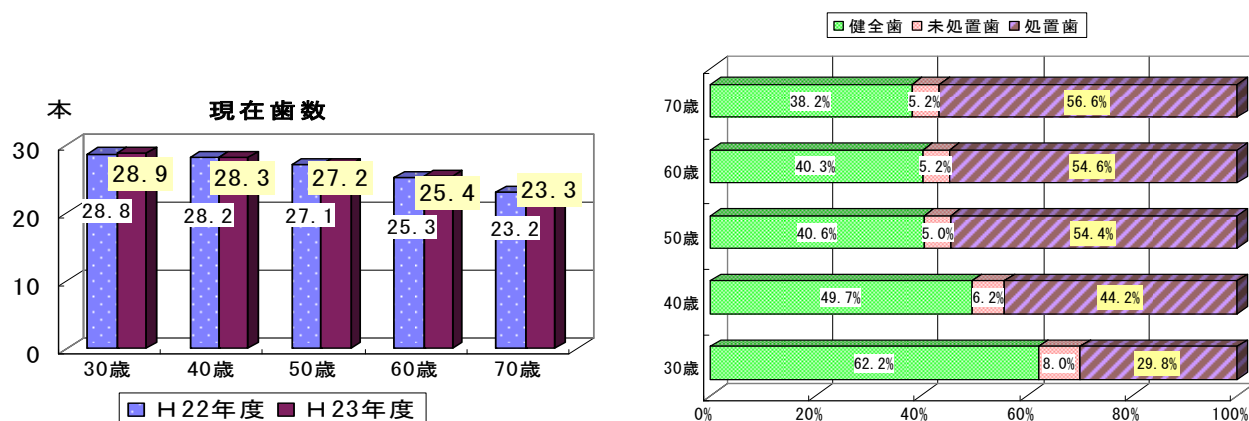 本 現在歯数
30
20
10
0
28.9 28.3 27.2 25.4 23.3
28.8 28.2 27.1 25.3 23.2
30歳 40歳 50歳 60歳 70歳
H22年度 H23年度
健全歯 未処置歯 処置歯
70歳 38.2% 5.2% 56.6%
60歳 40.3% 5.2% 54.6%
50歳 40.6% 5.0% 54.4%
40歳 49.7% 6.2% 44.2%
30歳 62.2% 8.0% 29.8%
0% 20% 40% 60% 80% 100%